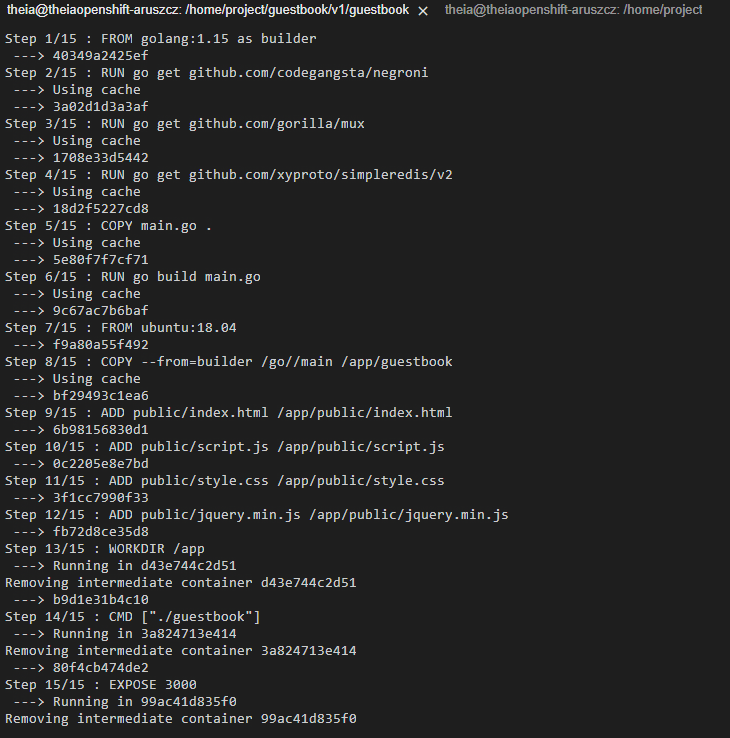 theia@theiaopenshift-aruszcz: /home/project/guestbook/v1/guestbook × theia@theiaopenshift-aruszcz: /home/project
Step 1/15 : FROM golang:1.15 as builder
---> 40349a2425ef
Step 2/15 : RUN go get github.com/codegangsta/negroni
---> Using cache
---> 3a02d1d3a3af
Step 3/15 : RUN go get github.com/gorilla/mux
---> Using cache
---> 1708e33d5442
Step 4/15 : RUN go get github.com/xyproto/simpleredis/v2
---> Using cache
---> 18d2f5227cd8
Step 5/15 : COPY main.go .
---> Using cache
---> 5e80f7f7cf71
Step 6/15 : RUN go build main.go
---> Using cache
---> 9c67ac7b6baf
Step 7/15 : FROM ubuntu:18.04
---> f9a80a55f492
Step 8/15 : COPY --from=builder /go//main /app/guestbook
---> Using cache
---> bf29493c1ea6
Step 9/15 : ADD public/index.html /app/public/index.html
---> 6b98156830d1
Step 10/15 : ADD public/script.js /app/public/script.js
---> 0c2205e8e7bd
Step 11/15 : ADD public/style.css /app/public/style.css
---> 3f1cc7990f33
Step 12/15 : ADD public/jquery.min.js /app/public/jquery.min.js
---> fb72d8ce35d8
Step 13/15 : WORKDIR /app
---> Running in d43e744c2d51
Removing intermediate container d43e744c2d51
---> b9d1e31b4c10
Step 14/15 : CMD ["./guestbook"]
---> Running in 3a824713e414
Removing intermediate container 3a824713e414
---> 80f4cb474de2
Step 15/15 : EXPOSE 3000
---> Running in 99ac41d835f0
Removing intermediate container 99ac41d835f0